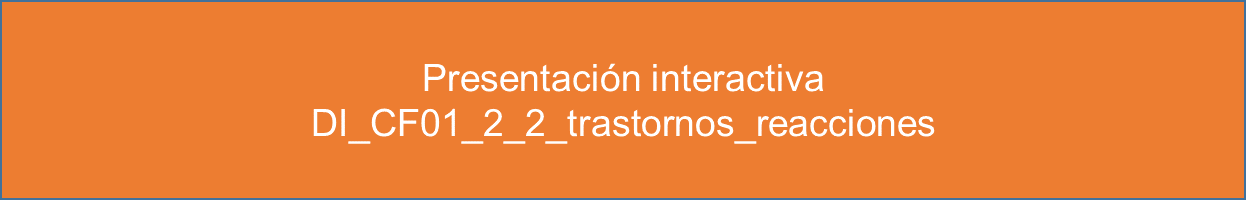 Presentación interactiva
DI_CF01_2_2_trastornos_reacciones